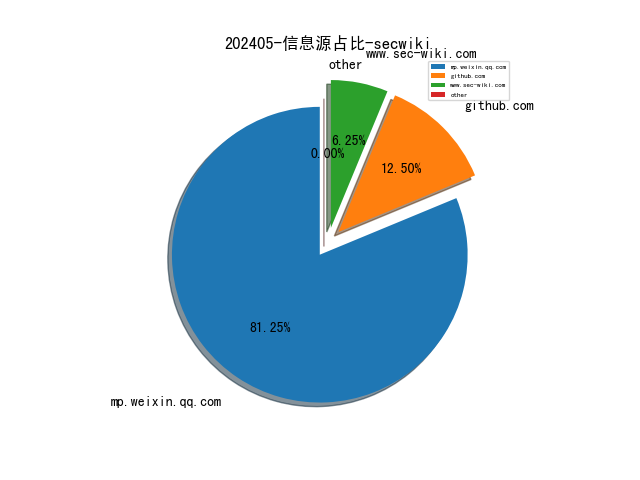 202405-信息源占比-secwiki
www.sec-wiki.com
other
mp.weixin.qq.com
github.com
www.sec-wiki.com
other
github.com
6.25%
0.00%
12.50%
81.25%
mp.weixin.qq.com